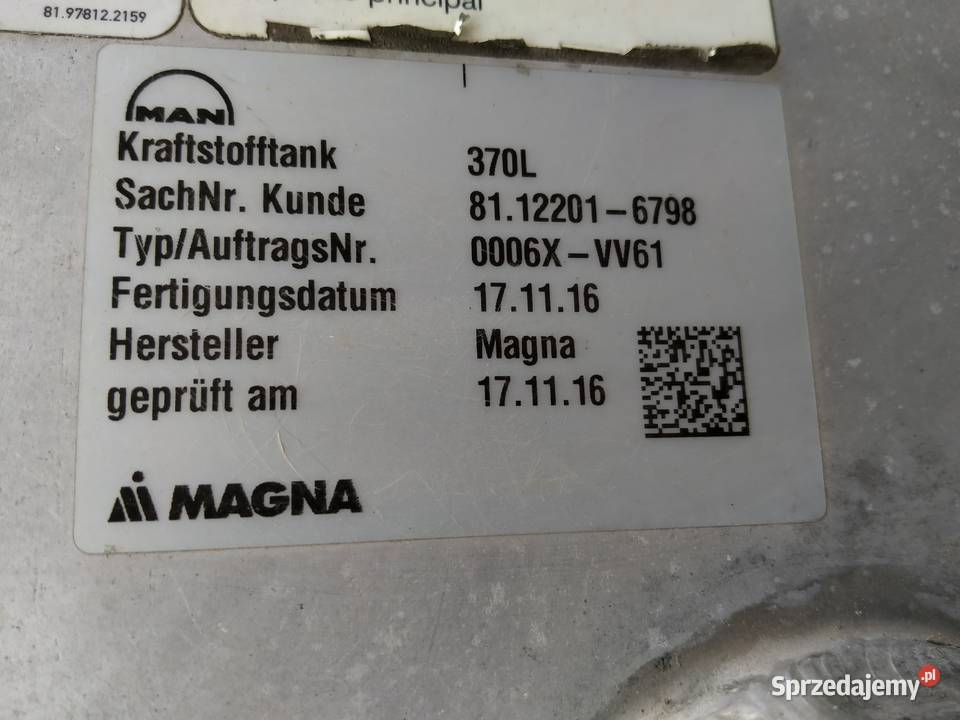 81.97812.2159
principal
MAN
Kraftstofftank 370L
SachNr. Kunde 81.12201-6798
Typ/AuftragsNr. 0006X-VV61
Fertigungsdatum 17.11.16
Hersteller Magna
geprüft am 17.11.16
MAGNA
Sprzedajemy.pl